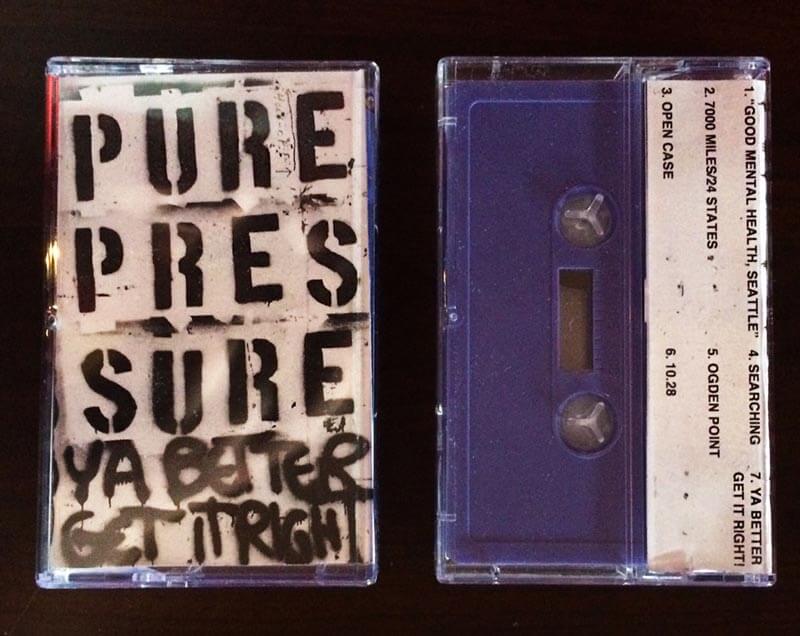 PURE
PRES
SURE
YA BETTER
GET IT RIGHT
1. "GOOD MENTAL HEALTH, SEATTLE"
2. 7000 MILES/24 STATES
3. OPEN CASE
4. SEARCHING
5. OGDEN POINT
6. 10.28
7. YA BETTER
GET IT RIGHT!